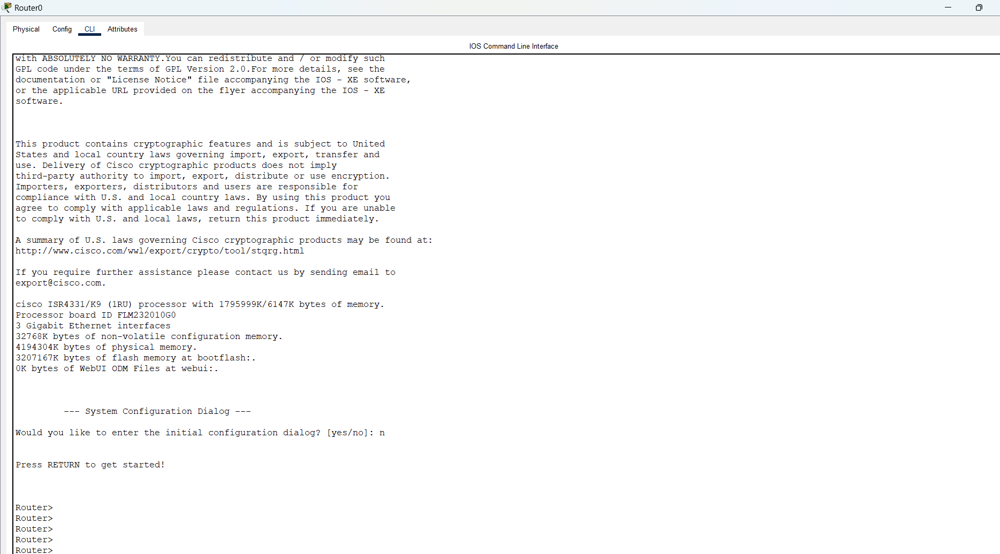 Router0
Physical Config CLI Attributes
IOS Command Line Interface
with ABSOLUTELY NO WARRANTY.You can redistribute and / or modify such
GPL code under the terms of GPL Version 2.0.For more details, see the
documentation or "License Notice" file accompanying the IOS - XE software,
or the applicable URL provided on the flyer accompanying the IOS - XE
software.
This product contains cryptographic features and is subject to United
States and local country laws governing import, export, transfer and
use. Delivery of Cisco cryptographic products does not imply
third-party authority to import, export, distribute or use encryption.
Importers, exporters, distributors and users are responsible for
compliance with U.S. and local country laws. By using this product you
agree to comply with applicable laws and regulations. If you are unable
to comply with U.S. and local laws, return this product immediately.
A summary of U.S. laws governing Cisco cryptographic products may be found at:
http://www.cisco.com/wwl/export/crypto/tool/stqrg.html
If you require further assistance please contact us by sending email to
export@cisco.com.
cisco ISR4331/K9 (1RU) processor with 1795999K/6147K bytes of memory.
Processor board ID FLM232010G0
3 Gigabit Ethernet interfaces
32768K bytes of non-volatile configuration memory.
4194304K bytes of physical memory.
3207167K bytes of flash memory at bootflash:.
0K bytes of WebUI ODM Files at webui:.
--- System Configuration Dialog ---
Would you like to enter the initial configuration dialog? [yes/no]: n
Press RETURN to get started!
Router>
Router>
Router>
Router>
Router>